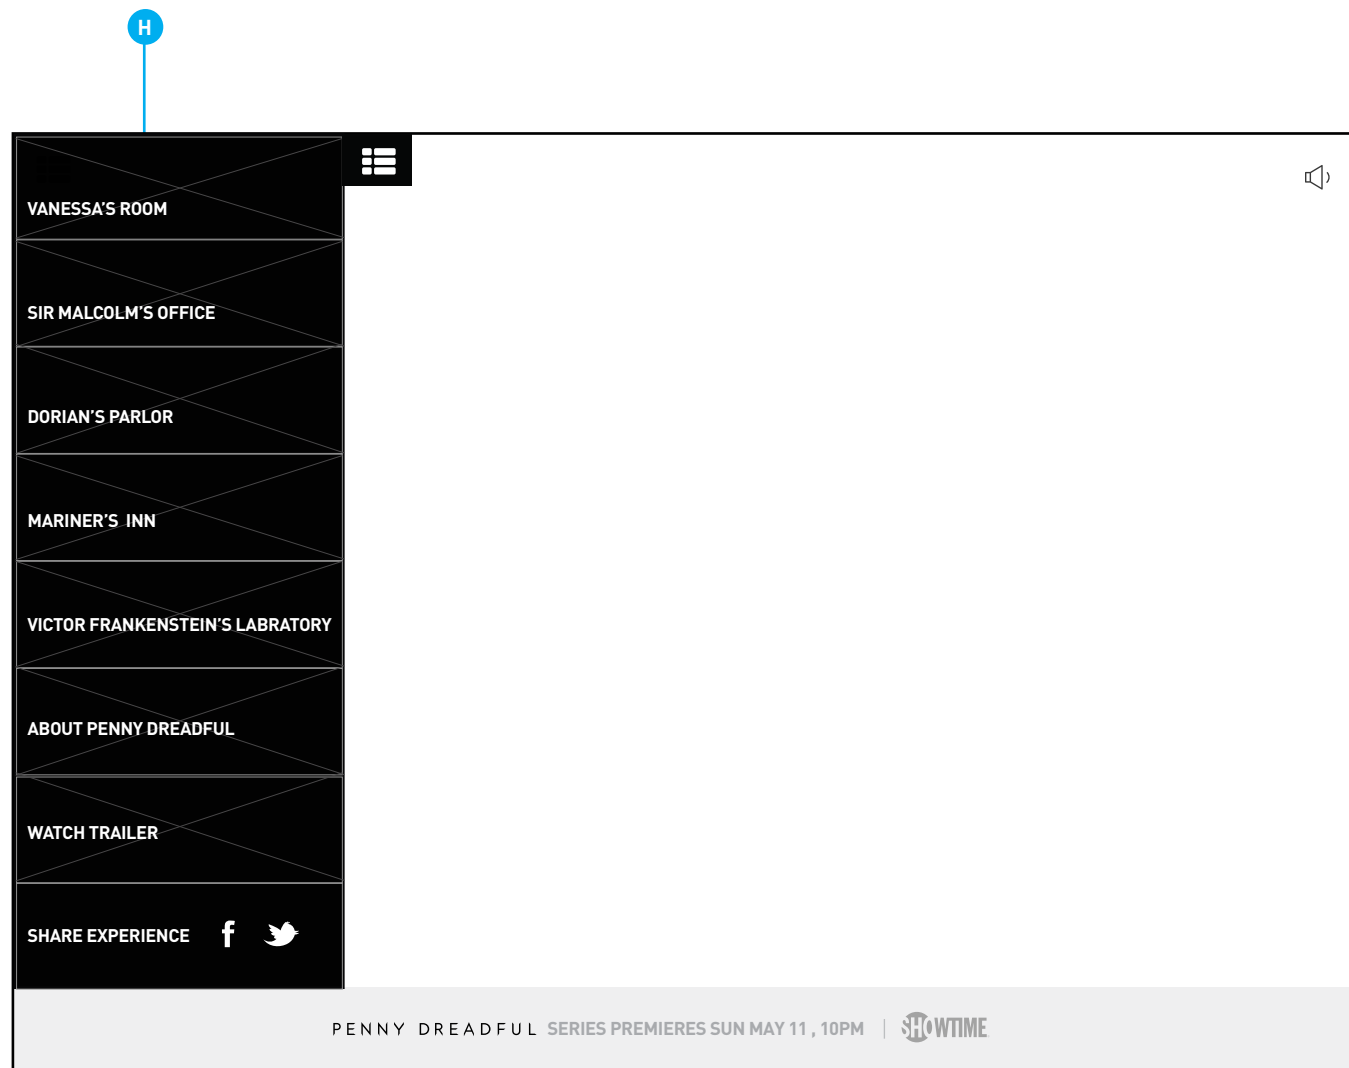 H
VANESSA'S ROOM
SIR MALCOLM'S OFFICE
DORIAN'S PARLOR
MARINER'S  INN
VICTOR FRANKENSTEIN'S LABRATORY
ABOUT PENNY DREADFUL
WATCH TRAILER
SHARE EXPERIENCE
PENNY DREADFUL SERIES PREMIERES SUN MAY 11 , 10PM | SHOWTIME